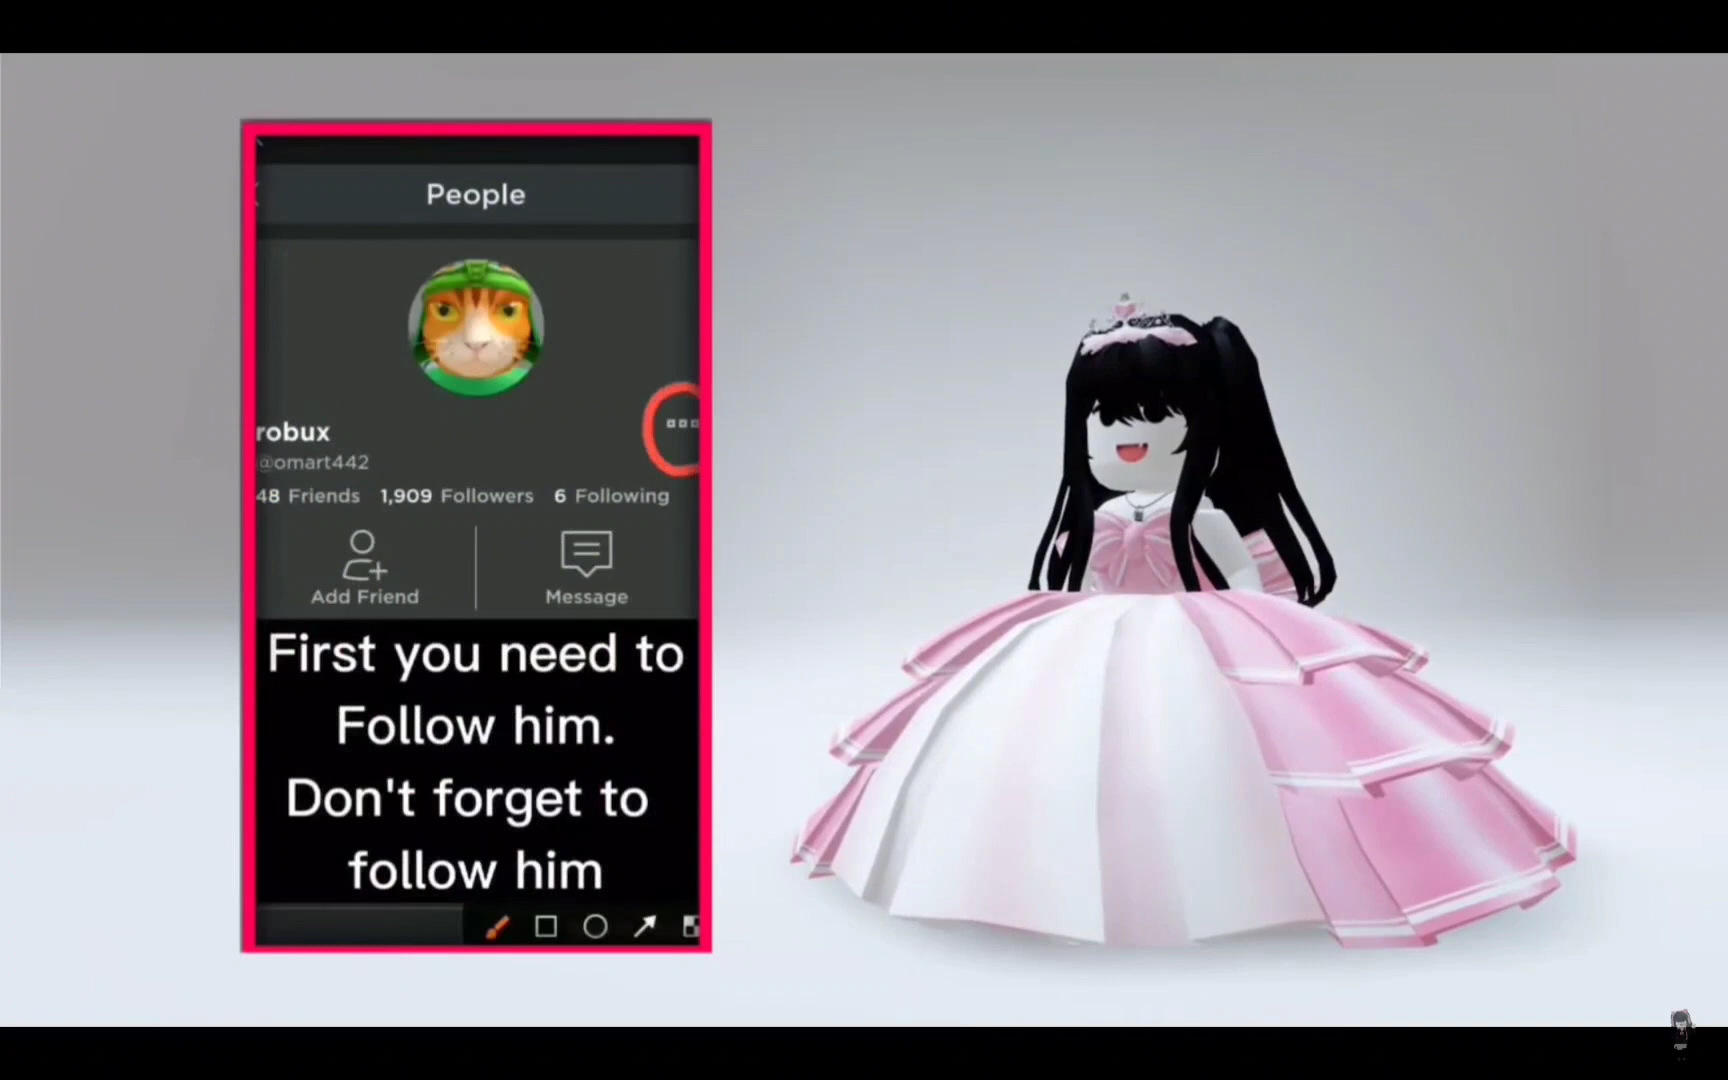 People
robux
@omart442
48 Friends 1,909 Followers 6 Following
Add Friend Message
First you need to
Follow him.
Don't forget to
follow him